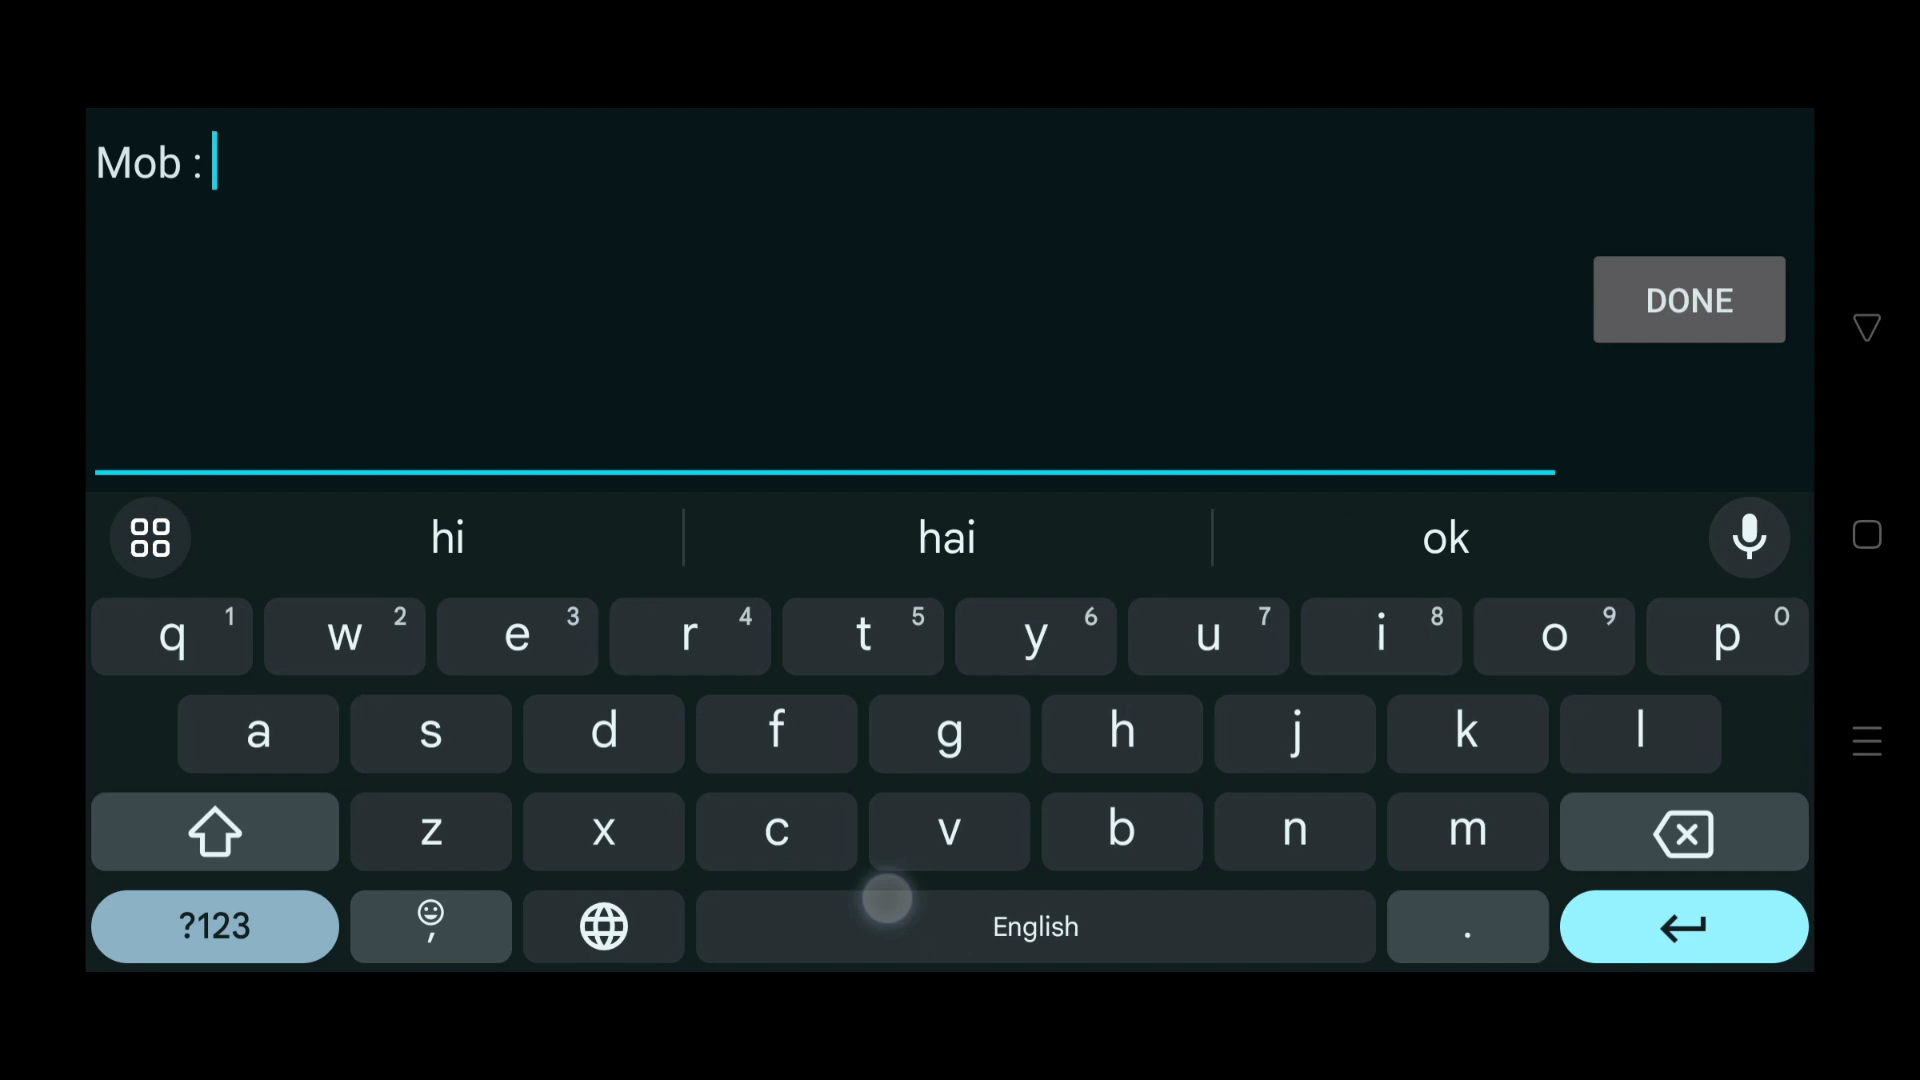 Mob :
DONE
hi hai ok
q 1 w 2 e 3 r 4 t 5 y 6 u 7 i 8 o 9 p 0
a s d f g h j k l
z x c v b n m
?123 , English .